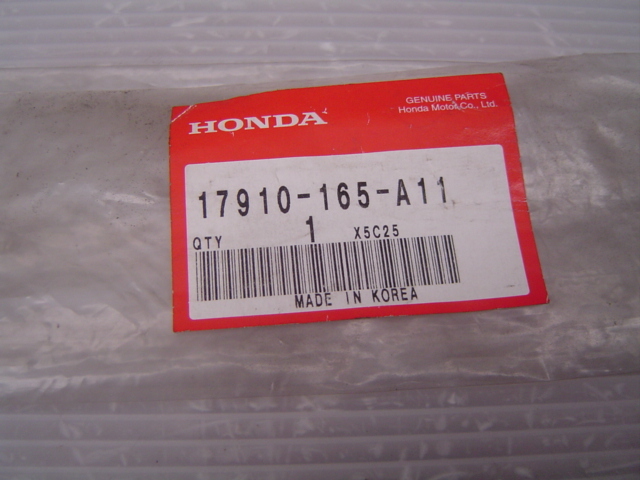 HONDA
GENUINE PARTS
Honda Motor Co., Ltd.
17910-165-A11
QTY 1 X5C25
MADE IN KOREA